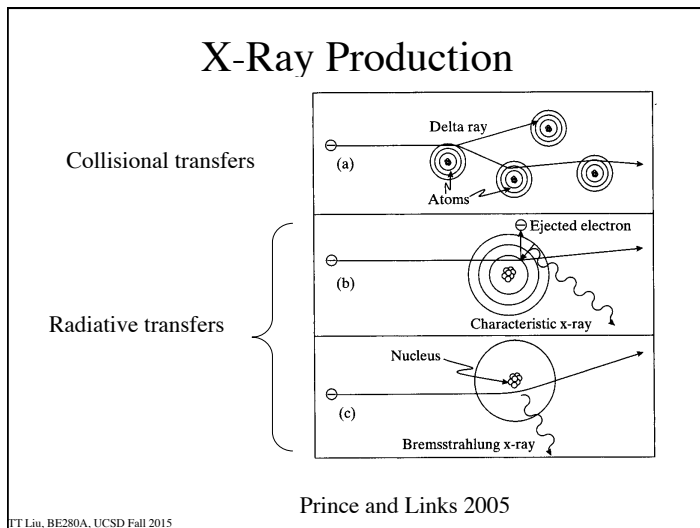 X-Ray Production
Collisional transfers
Delta ray
(a)
Atoms
Radiative transfers
Ejected electron
(b)
Characteristic x-ray
Nucleus
(c)
Bremsstrahlung x-ray
Prince and Links 2005
TT Liu, BE280A, UCSD Fall 2015